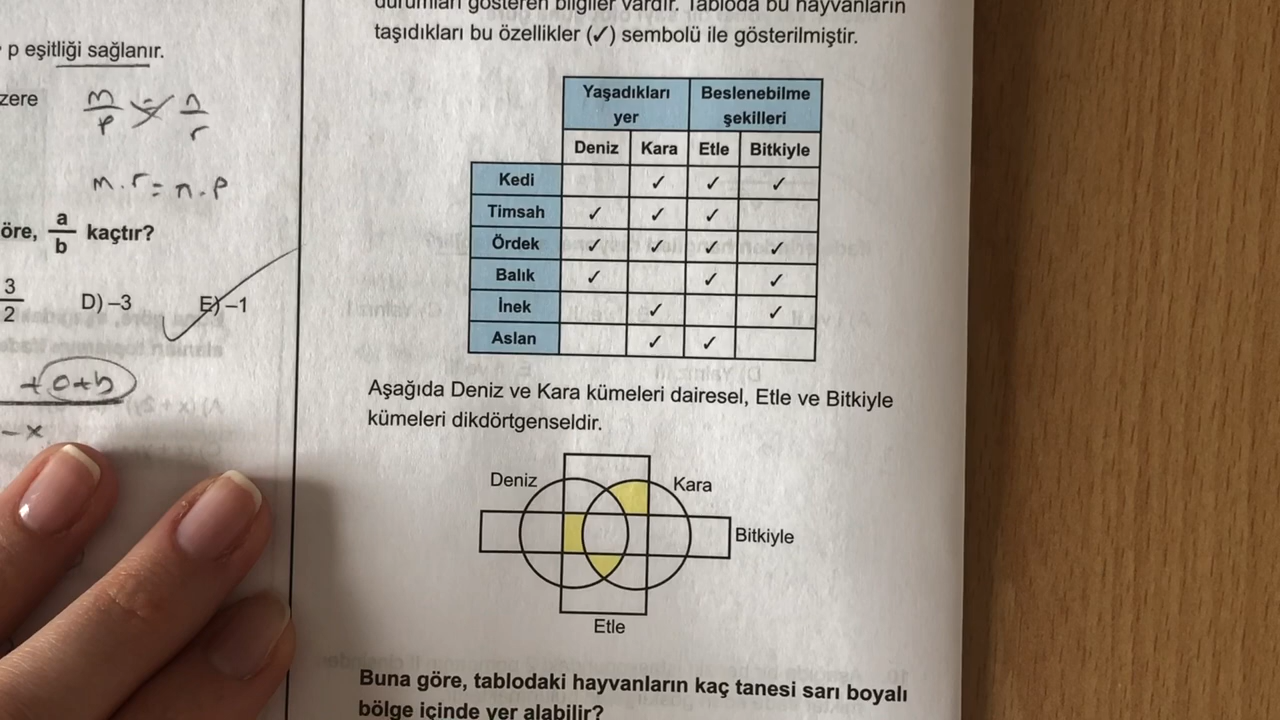 p eşitliği sağlanır.
zere
m/p = n/r
m.r = n.p
öre, a/b kaçtır?
3/2
D) –3
E) –1
+a+b
–x
durumları gösteren bilgiler vardır. Tabloda bu hayvanların
taşıdıkları bu özellikler (✓) sembolü ile gösterilmiştir.
Yaşadıkları yer Beslenebilme şekilleri
Deniz Kara Etle Bitkiyle
Kedi ✓ ✓ ✓
Timsah ✓ ✓ ✓
Ördek ✓ ✓ ✓ ✓
Balık ✓ ✓ ✓
İnek ✓ ✓
Aslan ✓ ✓
Aşağıda Deniz ve Kara kümeleri dairesel, Etle ve Bitkiyle
kümeleri dikdörtgenseldir.
Deniz
Kara
Bitkiyle
Etle
Buna göre, tablodaki hayvanların kaç tanesi sarı boyalı
bölge içinde yer alabilir?